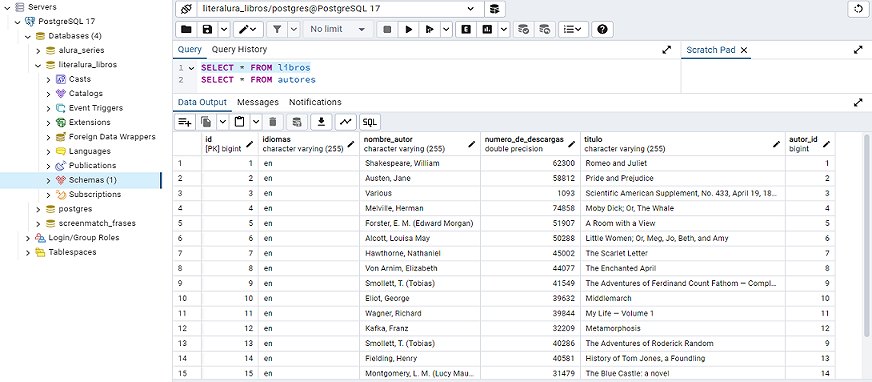 Servers
PostgreSQL 17
Databases (4)
alura_series
literalura_libros
Casts
Catalogs
Event Triggers
Extensions
Foreign Data Wrappers
Languages
Publications
Schemas (1)
Subscriptions
postgres
screenmatch_frases
Login/Group Roles
Tablespaces
literalura_libros/postgres@PostgreSQL 17
No limit
E
Query Query History
Scratch Pad
1 SELECT * FROM libros
2 SELECT * FROM autores
Data Output Messages Notifications
SQL
id idiomas nombre_autor numero_de_descargas titulo autor_id
[PK] bigint character varying (255) character varying (255) double precision character varying (255) bigint
1 1 en Shakespeare, William 62300 Romeo and Juliet 1
2 2 en Austen, Jane 58812 Pride and Prejudice 2
3 3 en Various 1093 Scientific American Supplement, No. 433, April 19, 18... 3
4 4 en Melville, Herman 74858 Moby Dick; Or, The Whale 4
5 5 en Forster, E. M. (Edward Morgan) 51907 A Room with a View 5
6 6 en Alcott, Louisa May 50288 Little Women; Or, Meg, Jo, Beth, and Amy 6
7 7 en Hawthorne, Nathaniel 45002 The Scarlet Letter 7
8 8 en Von Arnim, Elizabeth 44077 The Enchanted April 8
9 9 en Smollett, T. (Tobias) 41549 The Adventures of Ferdinand Count Fathom — Compl... 9
10 10 en Eliot, George 39632 Middlemarch 10
11 11 en Wagner, Richard 39844 My Life — Volume 1 11
12 12 en Kafka, Franz 32209 Metamorphosis 12
13 13 en Smollett, T. (Tobias) 40286 The Adventures of Roderick Random 9
14 14 en Fielding, Henry 40581 History of Tom Jones, a Foundling 13
15 15 en Montgomery, L. M. (Lucy Mau... 31479 The Blue Castle: a novel 14